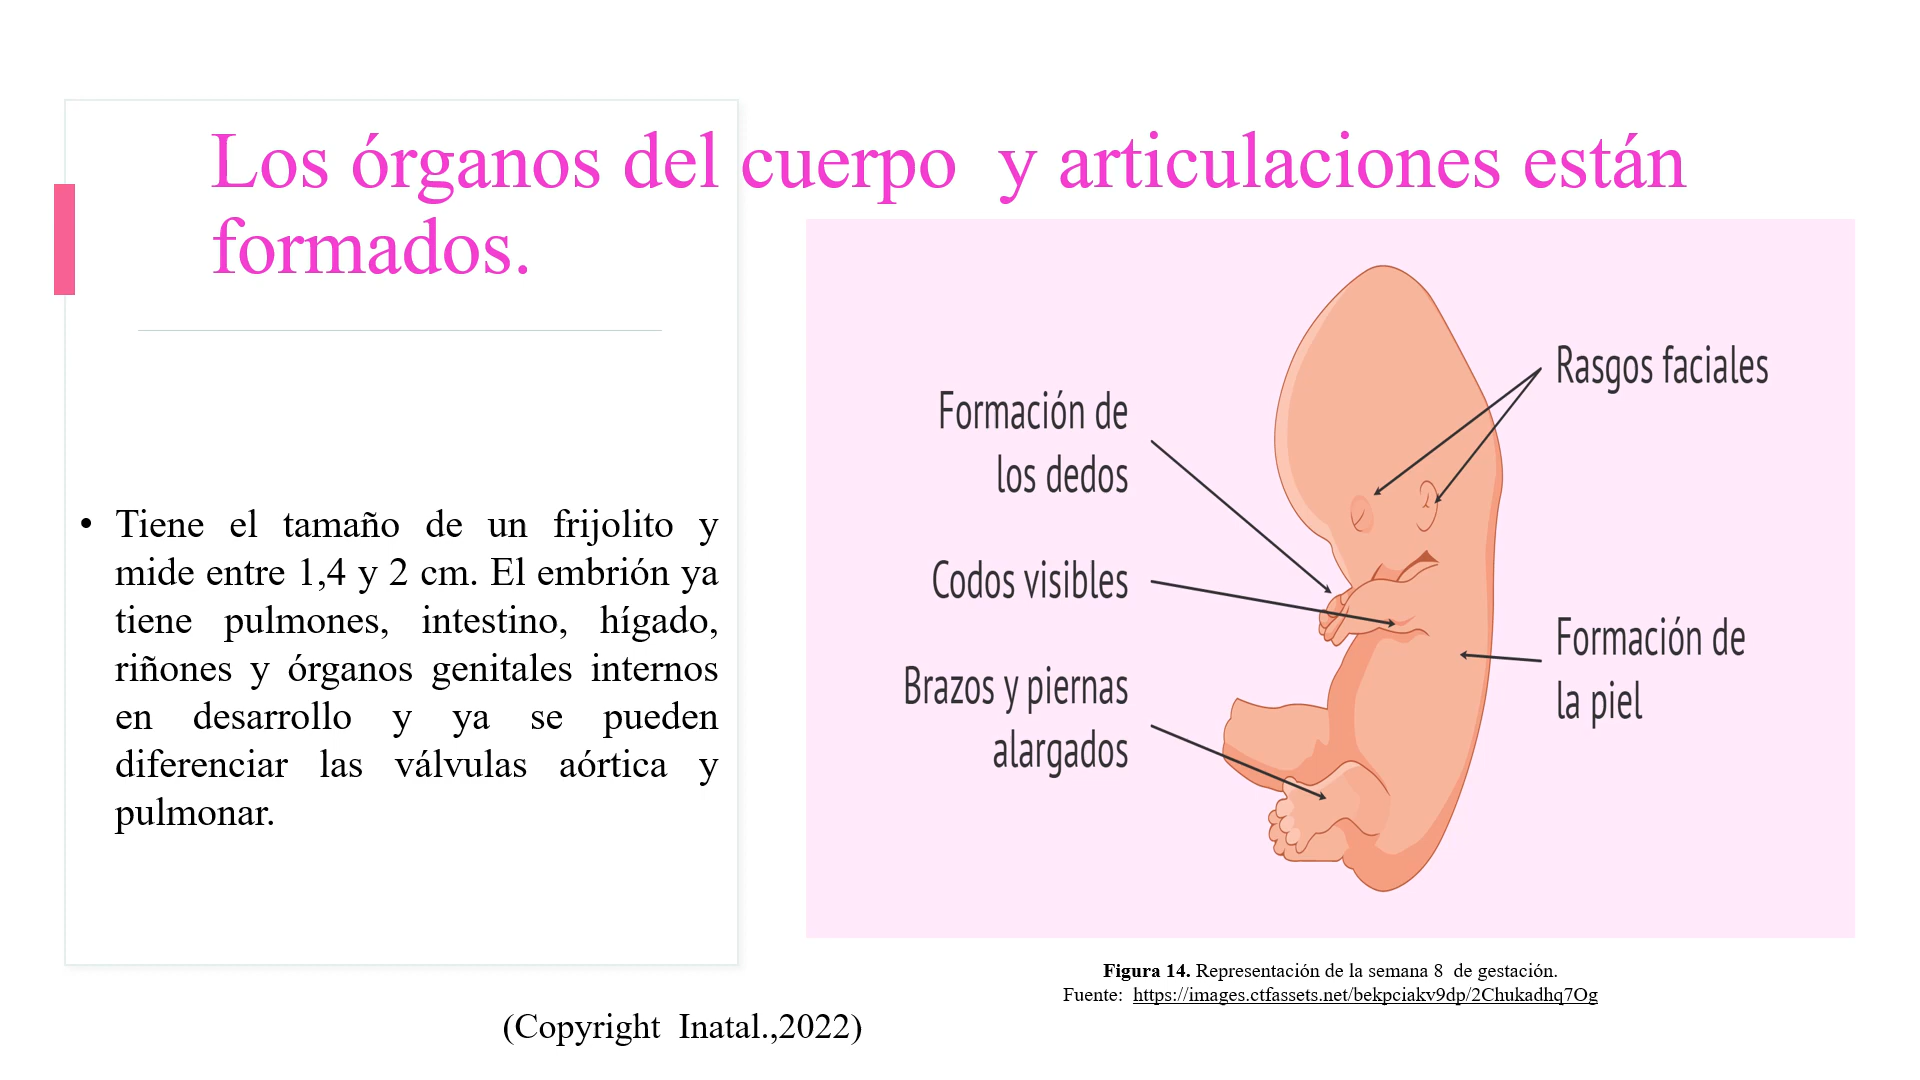 Los órganos del cuerpo  y articulaciones están
formados.
• Tiene el tamaño de un frijolito y
mide entre 1,4 y 2 cm. El embrión ya
tiene pulmones, intestino, hígado,
riñones y órganos genitales internos
en desarrollo y ya se pueden
diferenciar las válvulas aórtica y
pulmonar.
Formación de
los dedos
Codos visibles
Brazos y piernas
alargados
Rasgos faciales
Formación de
la piel
Figura 14. Representación de la semana 8  de gestación.
Fuente:  https://images.ctfassets.net/bekpciakv9dp/2Chukadhq7Og
(Copyright  Inatal.,2022)